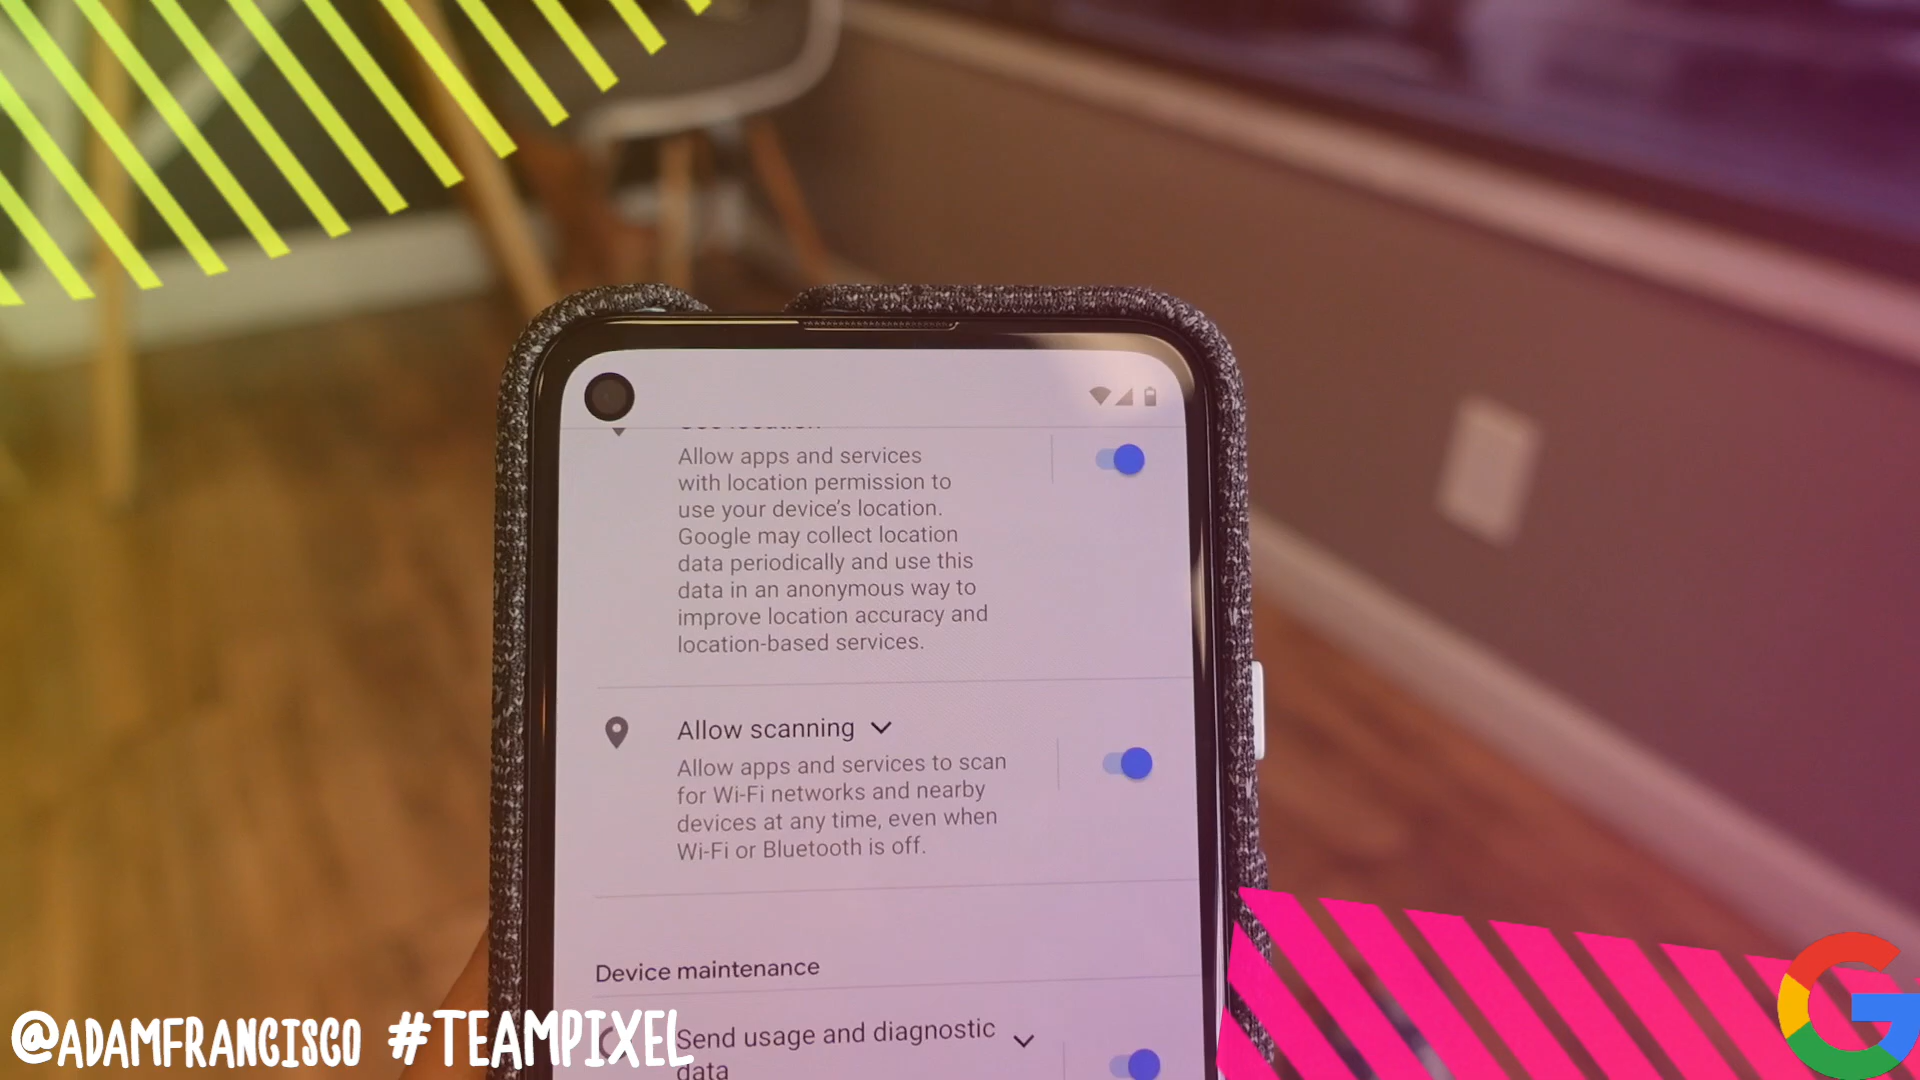 Allow apps and services
with location permission to
use your device's location.
Google may collect location
data periodically and use this
data in an anonymous way to
improve location accuracy and
location-based services.
Allow scanning
Allow apps and services to scan
for Wi-Fi networks and nearby
devices at any time, even when
Wi-Fi or Bluetooth is off.
Device maintenance
Send usage and diagnostic
data
@ADAMFRANCISCO #TEAMPIXEL